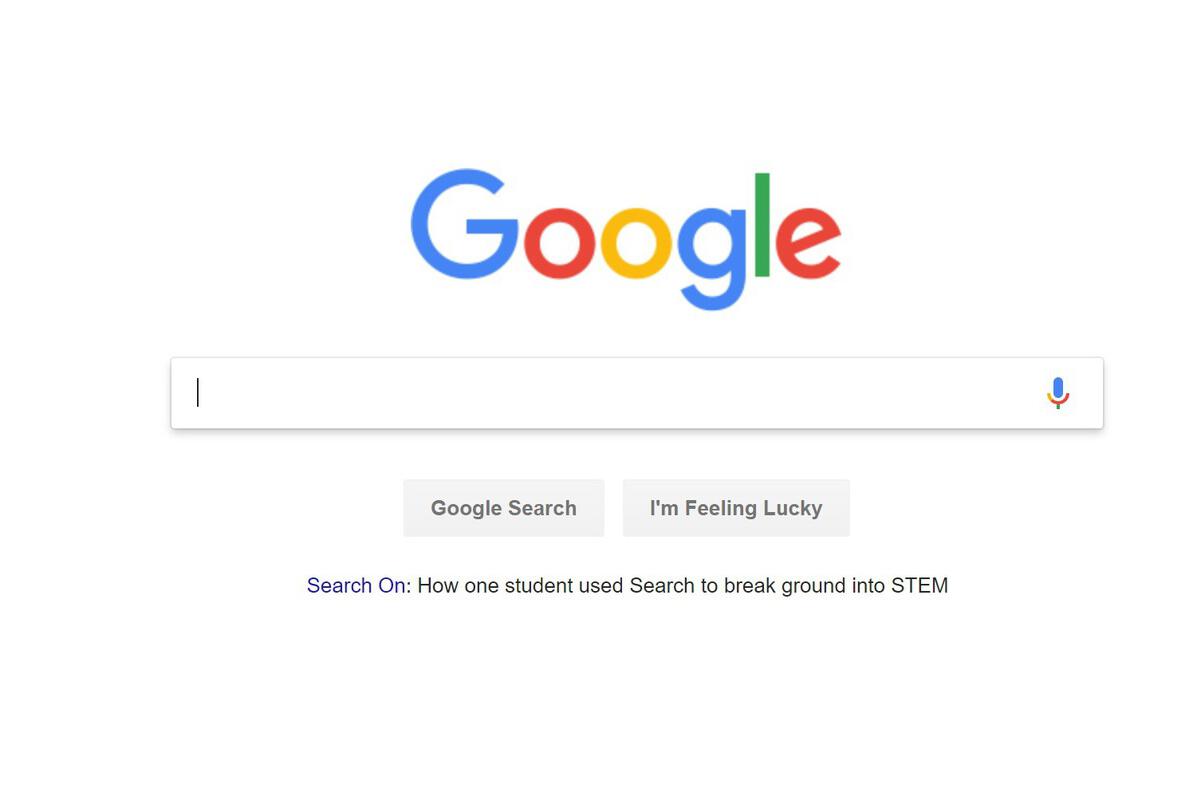 Google
Google Search
I'm Feeling Lucky
Search On: How one student used Search to break ground into STEM